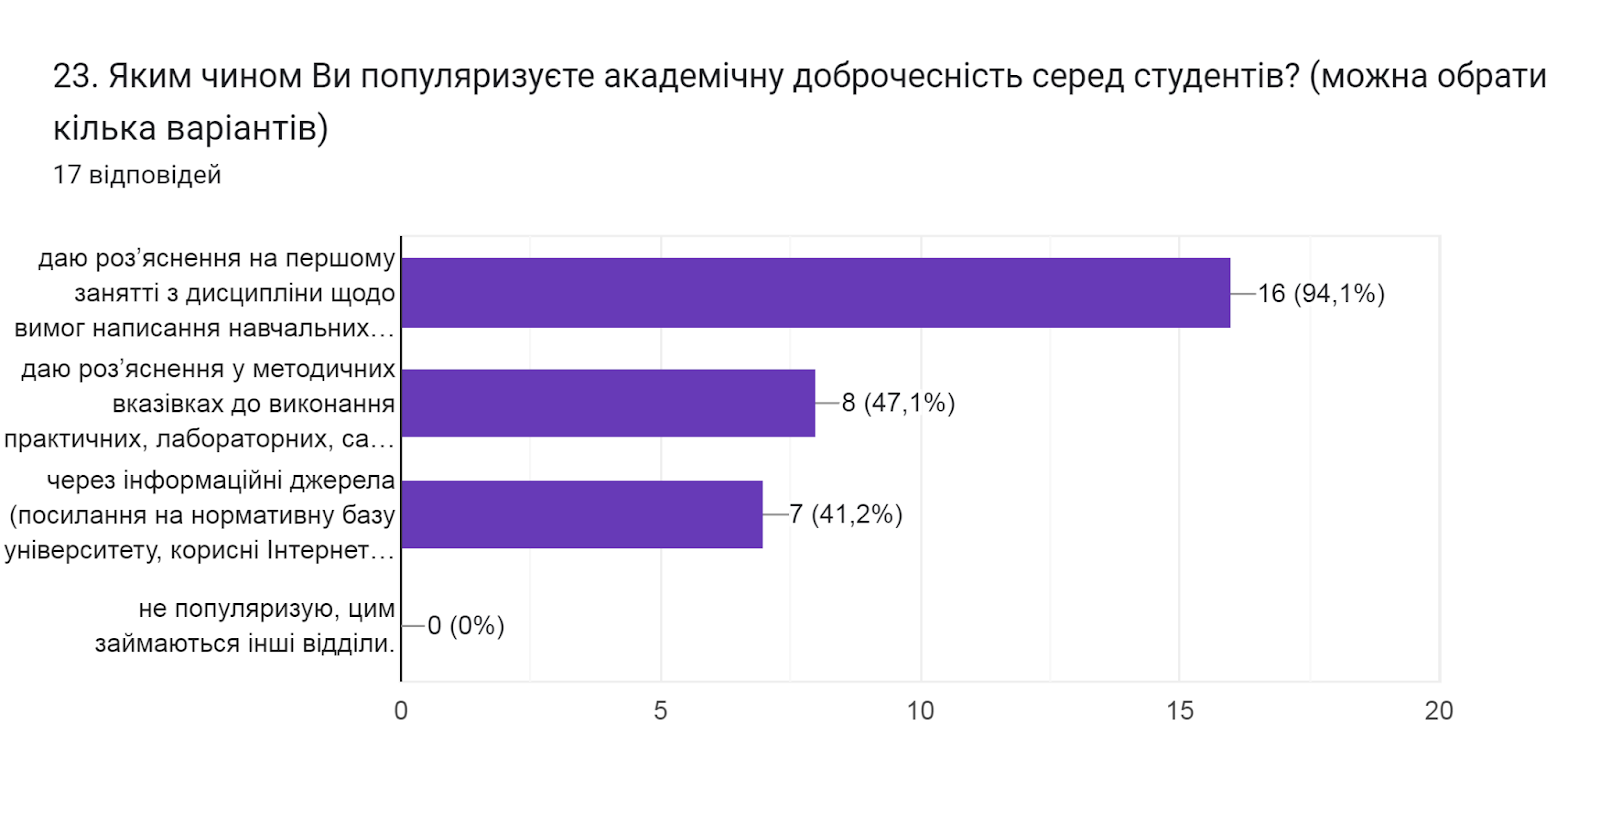 23. Яким чином Ви популяризуєте академічну доброчесність серед студентів? (можна обрати
кілька варіантів)
17 відповідей
даю роз’яснення на першому
занятті з дисципліни щодо
вимог написання навчальних…
16 (94,1%)
даю роз’яснення у методичних
вказівках до виконання
практичних, лабораторних, са…
8 (47,1%)
через інформаційні джерела
(посилання на нормативну базу
університету, корисні Інтернет…
7 (41,2%)
не популяризую, цим
займаються інші відділи.
0 (0%)
0
5
10
15
20